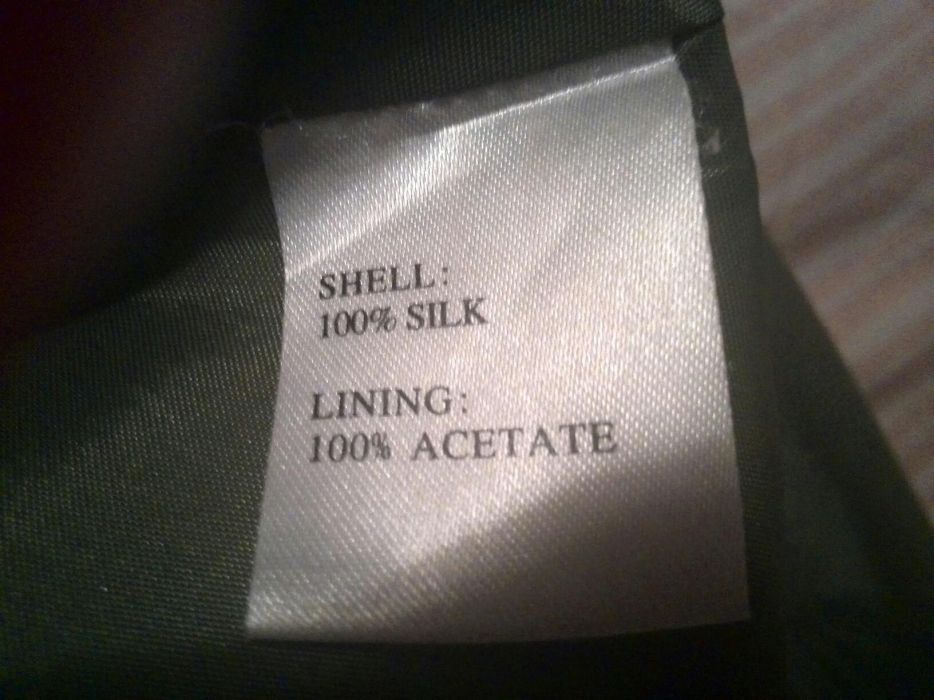 SHELL:
100% SILK
LINING:
100% ACETATE